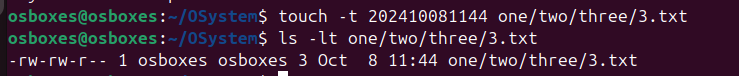 osboxes@osboxes:~/OSystem$ touch -t 202410081144 one/two/three/3.txt
osboxes@osboxes:~/OSystem$ ls -lt one/two/three/3.txt
-rw-rw-r-- 1 osboxes osboxes 3 Oct  8 11:44 one/two/three/3.txt